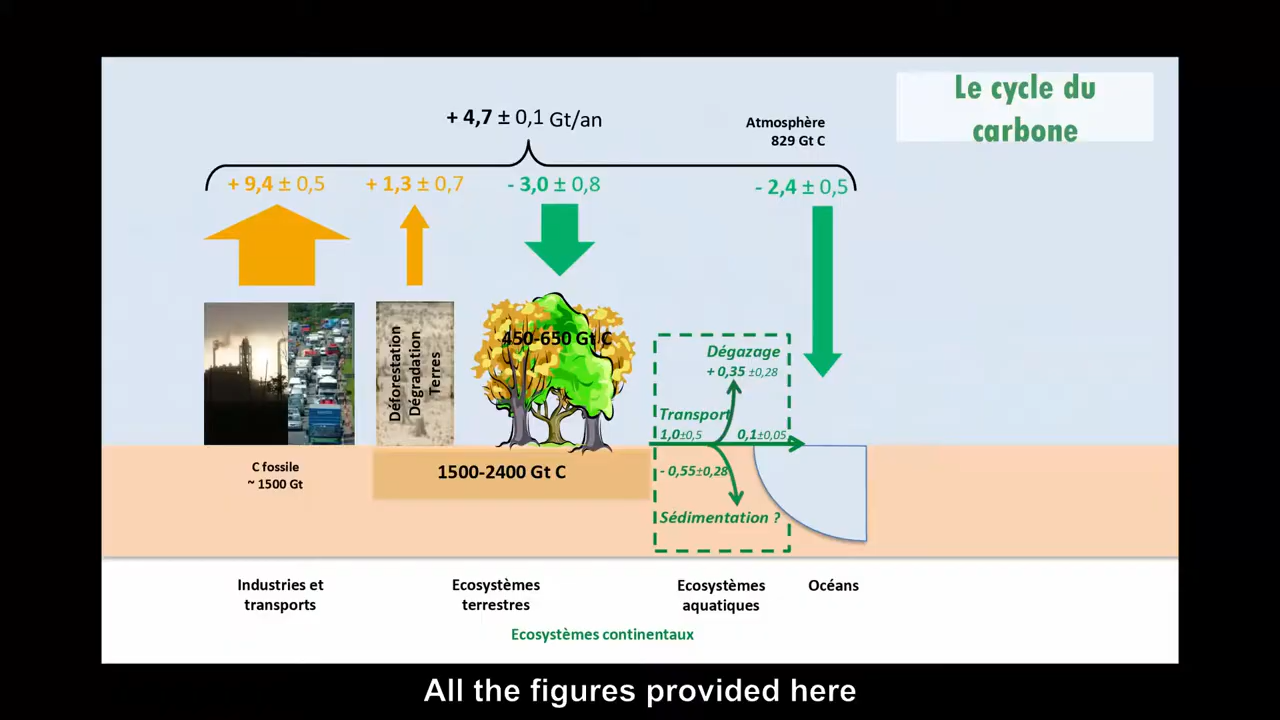 Le cycle du
carbone
+ 4,7 ± 0,1 Gt/an
Atmosphère
829 Gt C
+ 9,4 ± 0,5
+ 1,3 ± 0,7
- 3,0 ± 0,8
- 2,4 ± 0,5
Déforestation
Dégradation
Terres
450-650 Gt C
Dégazage
+ 0,35 ±0,28
Transport
1,0±0,5
0,1±0,05
- 0,55±0,28
Sédimentation ?
C fossile
~ 1500 Gt
1500-2400 Gt C
Industries et
transports
Ecosystèmes
terrestres
Ecosystèmes
aquatiques
Océans
Ecosystèmes continentaux
All the figures provided here